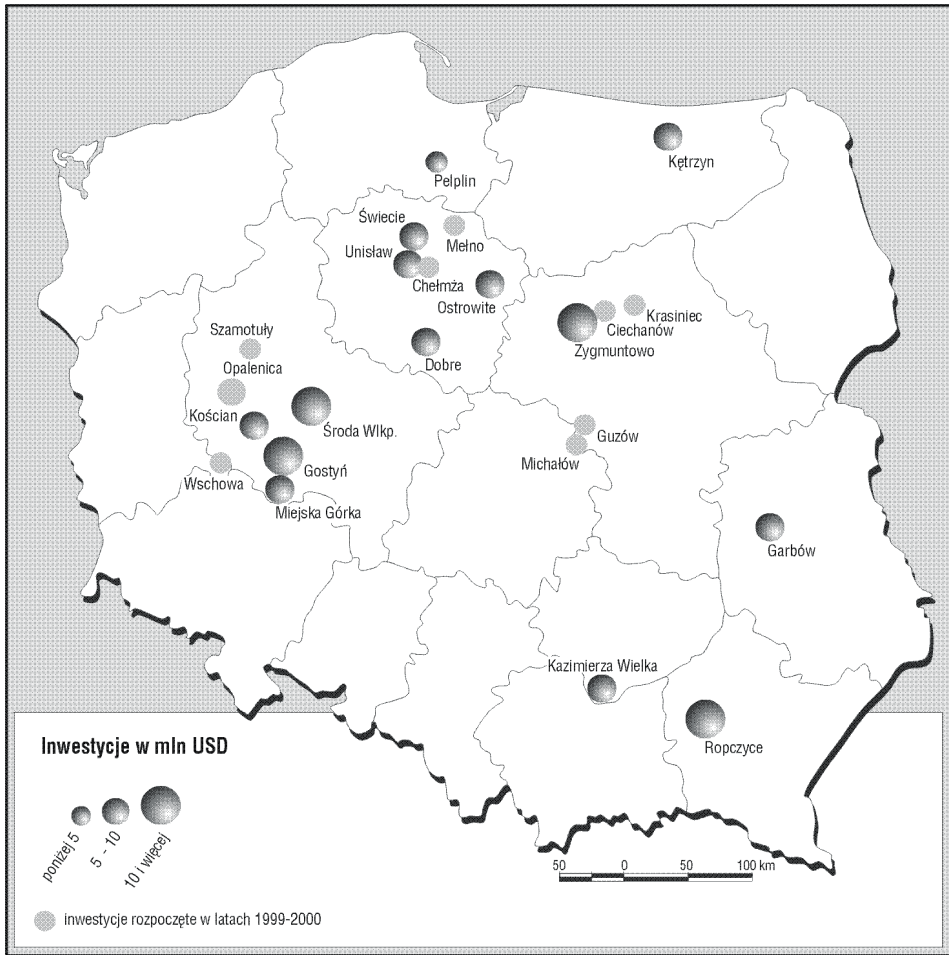 Kętrzyn
Pelplin
Świecie
Mełno
Unisław
Chełmża
Ostrowite
Krasiniec
Ciechanów
Zygmuntowo
Szamotuły
Opalenica
Dobre
Kościan
Środa Wlkp.
Guzów
Michałów
Gostyń
Wschowa
Miejska Górka
Garbów
Kazimierza Wielka
Ropczyce
Inwestycje w mln USD
poniżej 5
5 - 10
10 i więcej
50 0 50 100 km
inwestycje rozpoczęte w latach 1999-2000